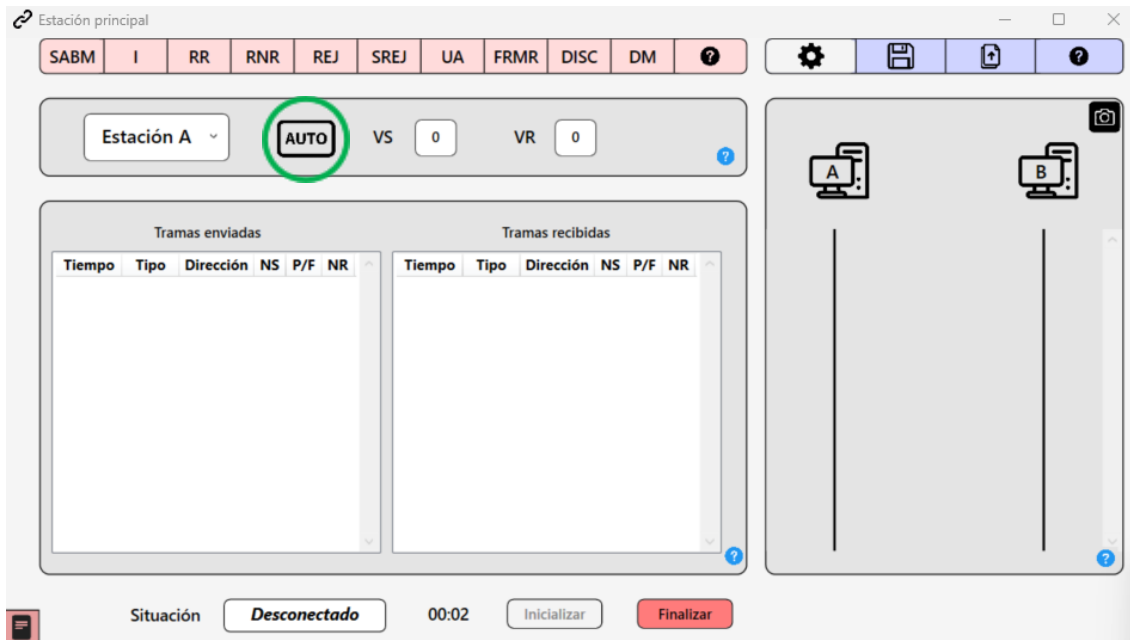 Estación principal
SABM I RR RNR REJ SREJ UA FRMR DISC DM ?
?
Estación A AUTO VS 0 VR 0
?
A B
Tramas enviadas Tramas recibidas
Tiempo Tipo Dirección NS P/F NR Tiempo Tipo Dirección NS P/F NR
? ?
Situación Desconectado 00:02 Inicializar Finalizar